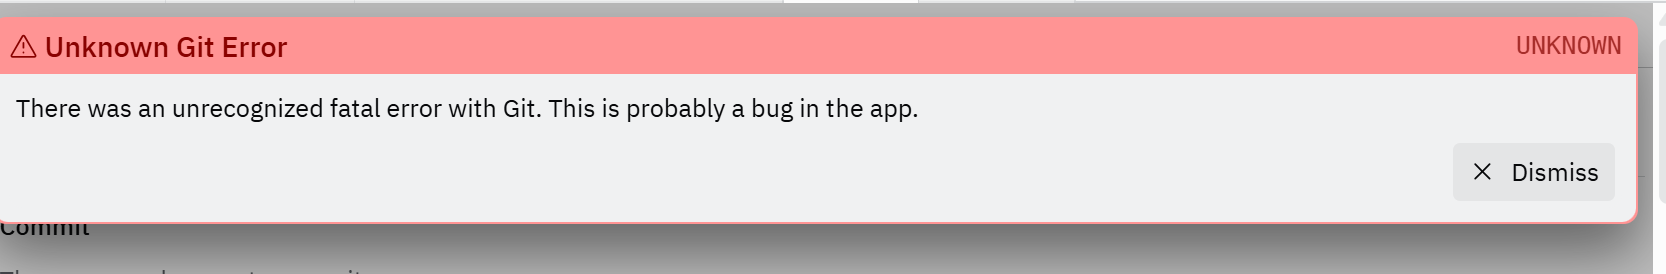 Unknown Git Error
UNKNOWN
There was an unrecognized fatal error with Git. This is probably a bug in the app.
Dismiss
Commit